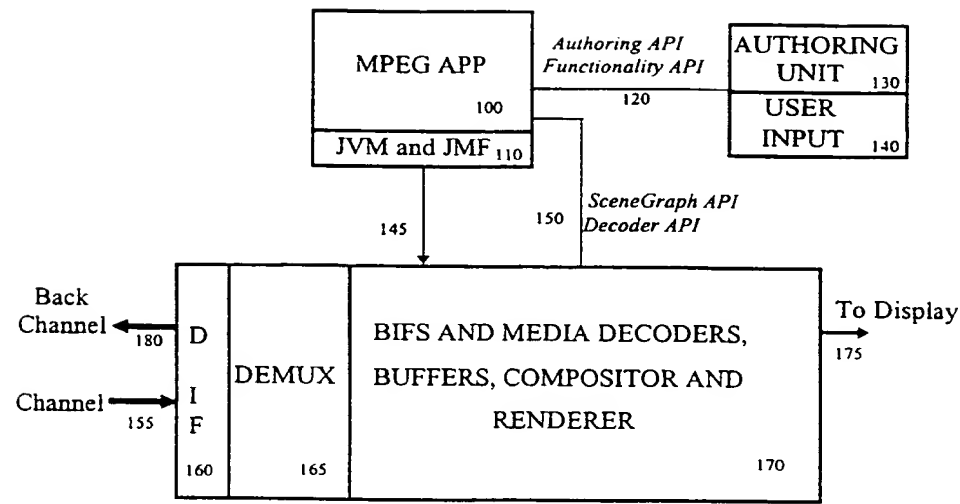 MPEG APP
100
JVM and JMF 110
Authoring API
Functionality API
120
AUTHORING
UNIT 130
USER
INPUT 140
145
150
SceneGraph API
Decoder API
Back
Channel
180
Channel
155
D
I
F
160
DEMUX
165
BIFS AND MEDIA DECODERS,
BUFFERS, COMPOSITOR AND
RENDERER
170
To Display
175